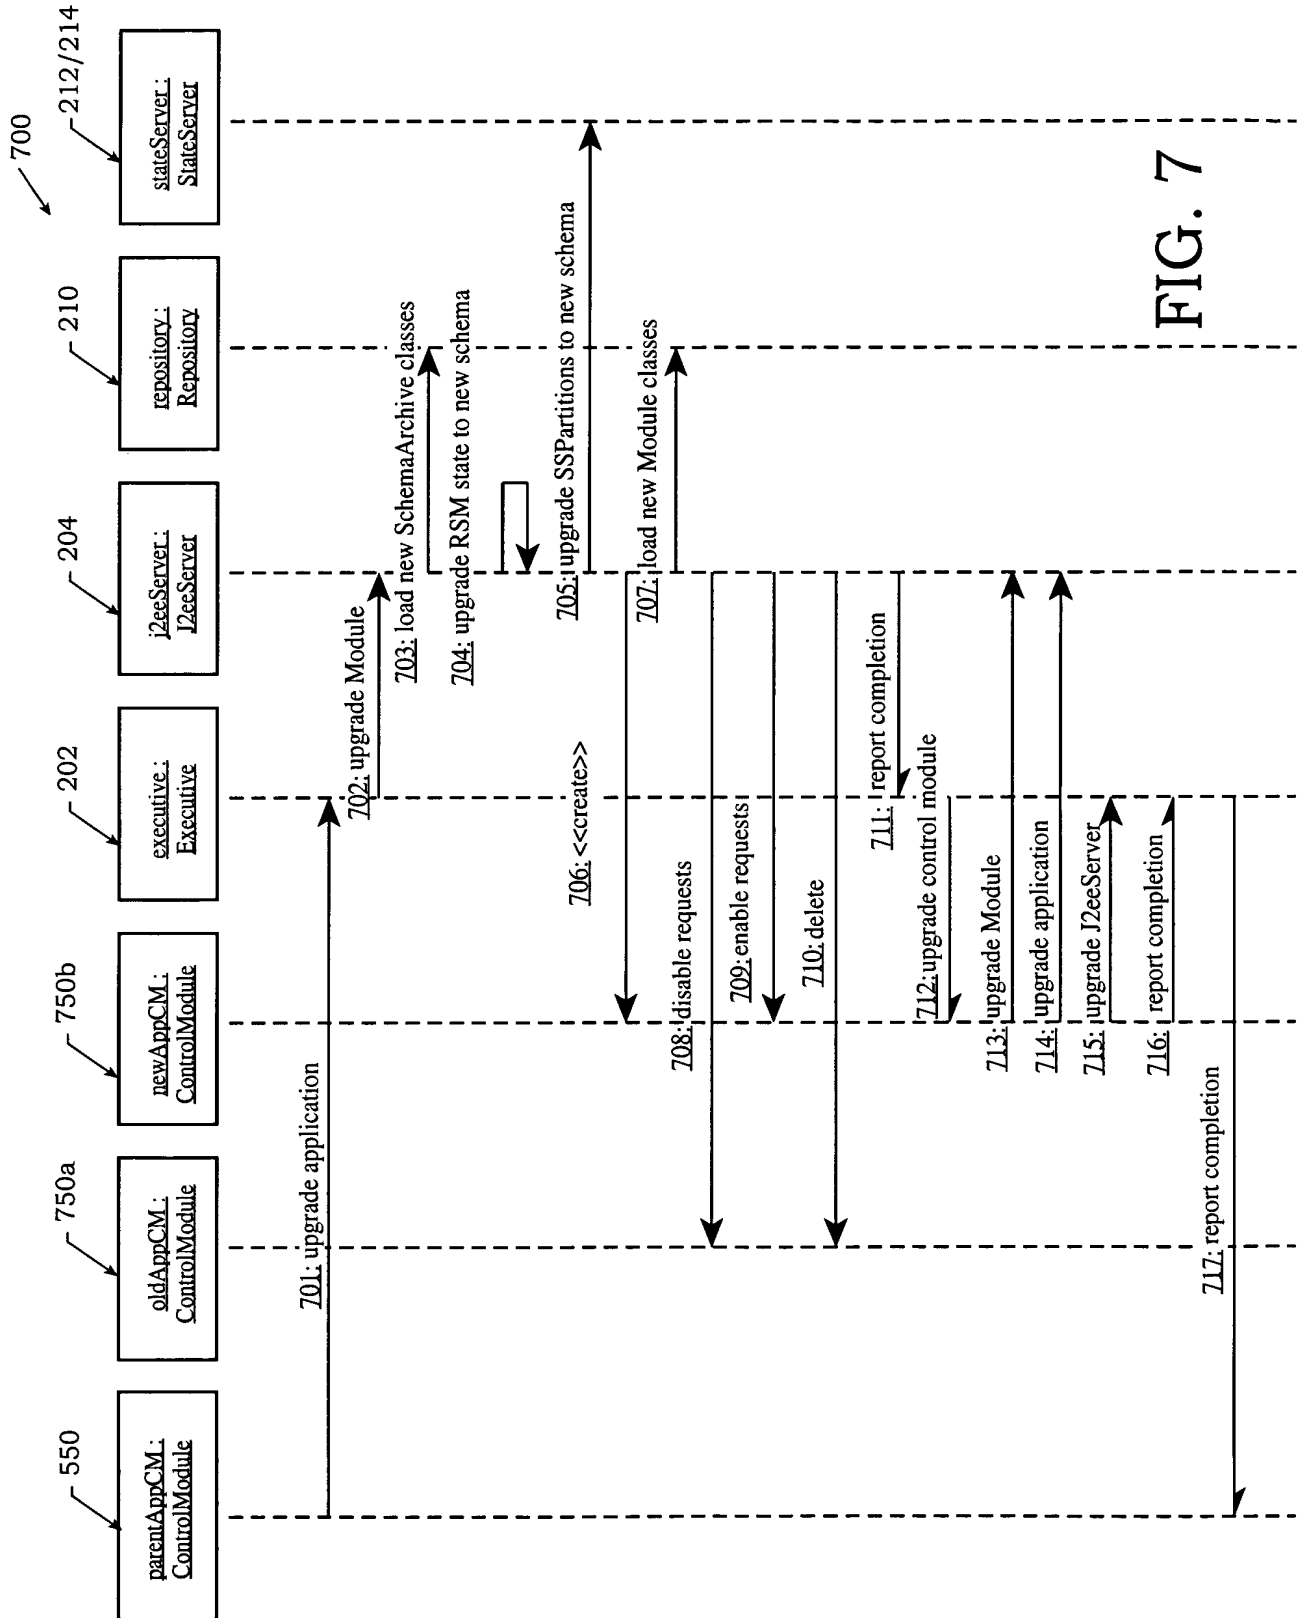 700
550
750a
750b
202
204
210
212/214
parentAppCM :
ControlModule
oldAppCM :
ControlModule
newAppCM :
ControlModule
executive :
Executive
j2eeServer :
J2eeServer
repository :
Repository
stateServer :
StateServer
701: upgrade application
702: upgrade Module
703: load new SchemaArchive classes
704: upgrade RSM state to new schema
705: upgrade SSPartitions to new schema
706: <<create>>
707: load new Module classes
708: disable requests
709: enable requests
710: delete
711: report completion
712: upgrade control module
713: upgrade Module
714: upgrade application
715: upgrade J2eeServer
716: report completion
717: report completion
FIG. 7